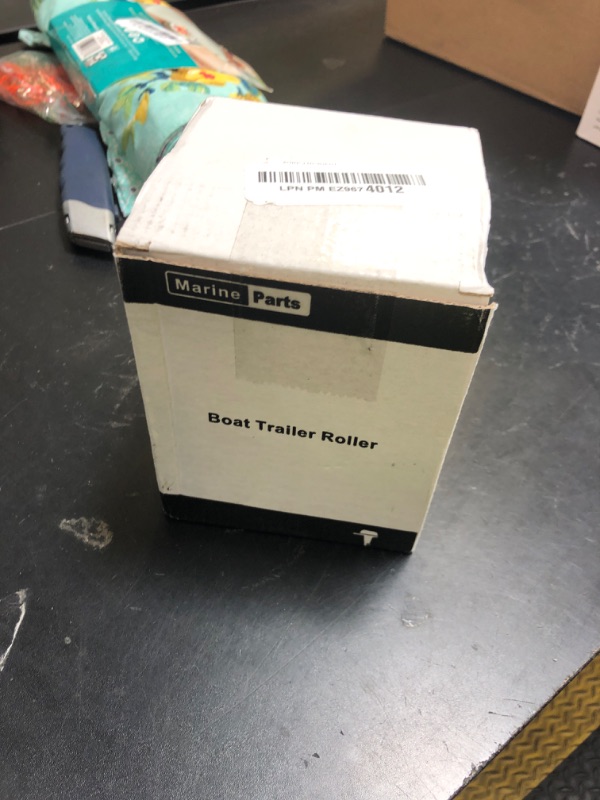 LPN PM EZ9674012
Marine Parts
Boat Trailer Roller